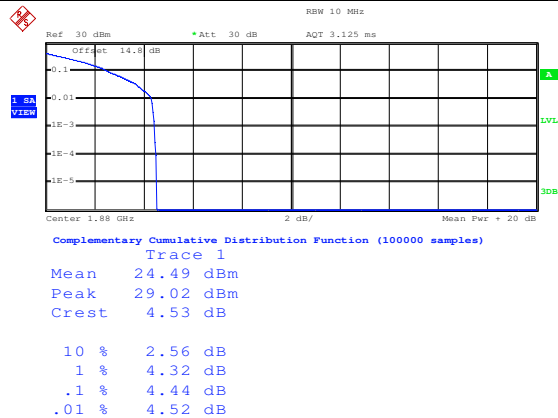 RBW 10 MHz
Ref 30 dBm *Att 30 dB AQT 3.125 ms
Offset 14.8 dB
0.1
A
0.01
1 SA
VIEW
1E-3
LVL
1E-4
1E-5
3DB
Center 1.88 GHz 2 dB/ Mean Pwr + 20 dB
Complementary Cumulative Distribution Function (100000 samples)
Trace 1
Mean 24.49 dBm
Peak 29.02 dBm
Crest 4.53 dB
10 % 2.56 dB
1 % 4.32 dB
.1 % 4.44 dB
.01 % 4.52 dB